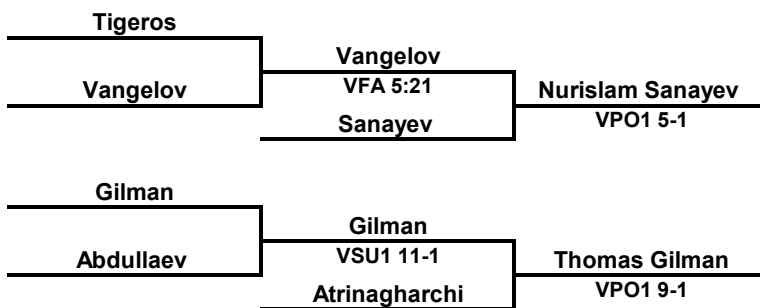 Tigeros
Vangelov
Vangelov
VFA 5:21
Nurislam Sanayev
Sanayev
VPO1 5-1
Gilman
Gilman
Abdullaev
VSU1 11-1
Thomas Gilman
Atrinagharchi
VPO1 9-1